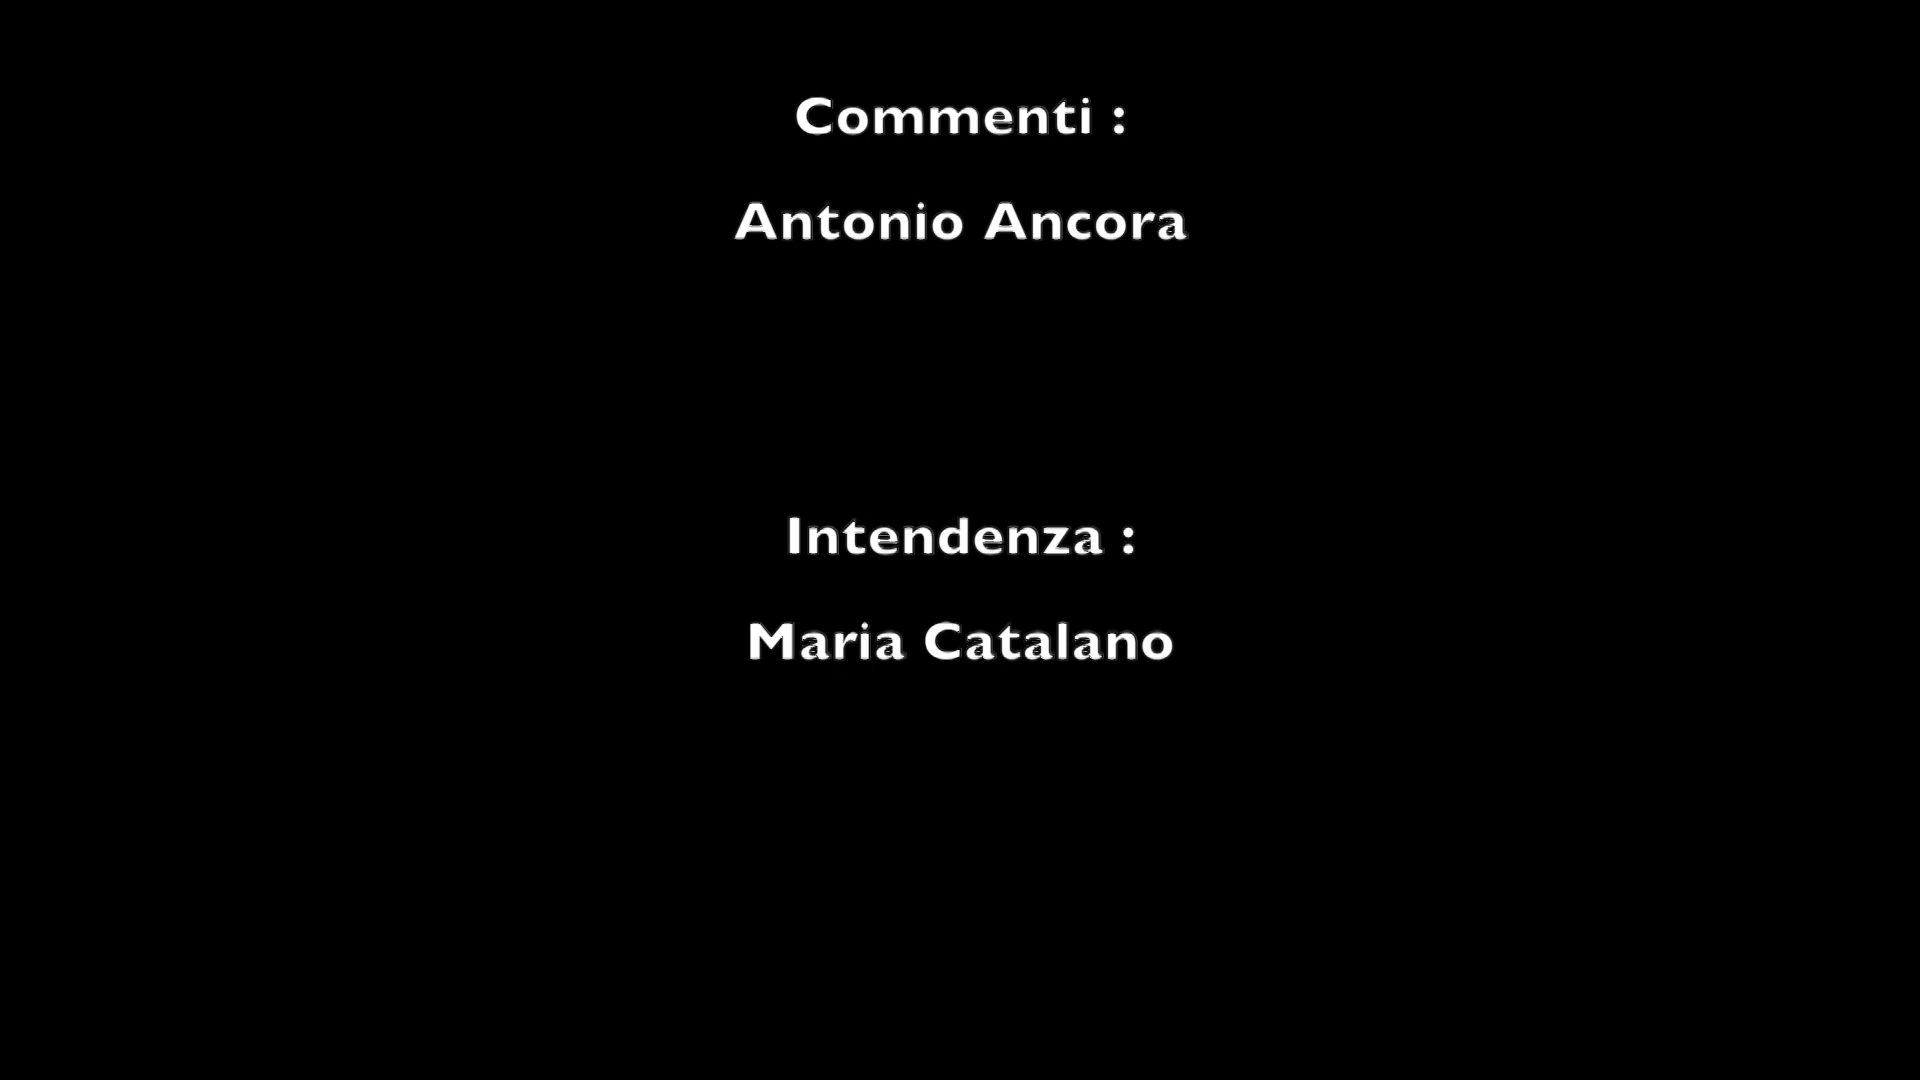 Commenti :
Antonio Ancora
Intendenza :
Maria Catalano